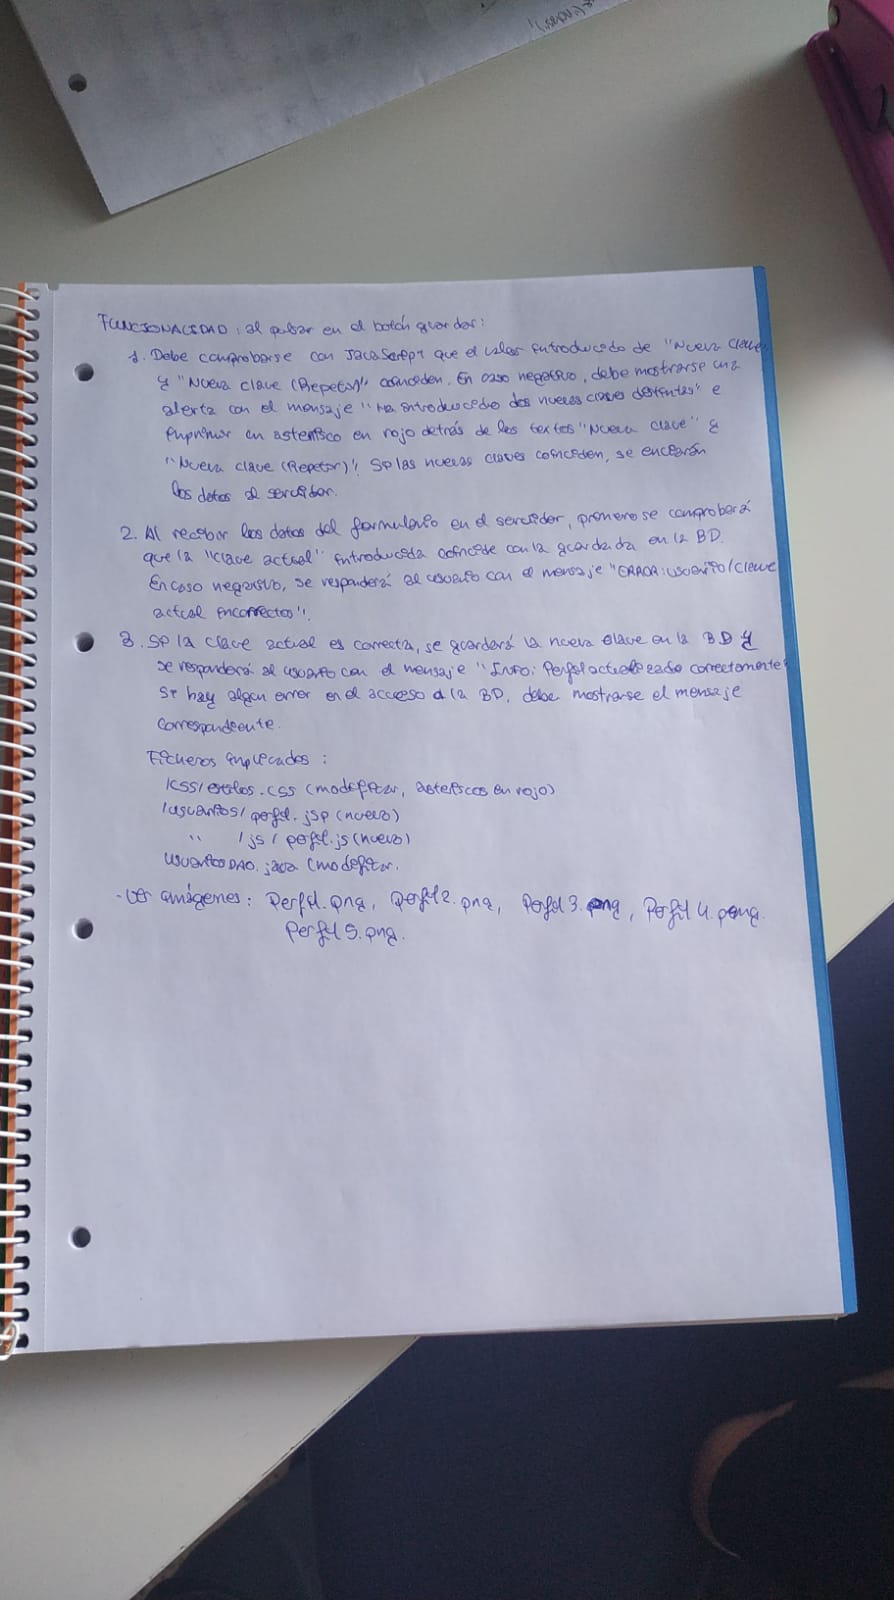 FUNCIONALIDAD: al pulsar en el botón guardar:
1. Debe comprobarse con JavaScript que el valor introducido de "Nueva Clave"
y "Nueva clave (Repetir)" coinciden. En caso negativo, debe mostrarse una
alerta con el mensaje "Ha introducido dos nuevas claves distintas" e
imprimir un asterisco en rojo detrás de los textos "Nueva clave" y
"Nueva clave (Repetir)". Si las nuevas claves coinciden, se enviarán
los datos al servidor.
2. Al recibir los datos del formulario en el servidor, primero se comprobará
que la "clave actual" introducida coincide con la guardada en la BD.
En caso negativo, se responderá al usuario con el mensaje "ERROR: usuario/clave
actual incorrectos".
3. Si la clave actual es correcta, se guardará la nueva clave en la BD y
se responderá al usuario con el mensaje "Info: Perfil actualizado correctamente".
Si hay algún error en el acceso a la BD, debe mostrarse el mensaje
correspondiente.
Ficheros implicados:
/CSS/estilos.css (modificar, asteriscos en rojo)
/usuarios/perfil.jsp (nuevo)
" /js/perfil.js (nuevo)
usuariosDAO.java (modificar.
- Ver imágenes: Perfil.png, Perfil2.png, Perfil 3.png, Perfil 4.png.
Perfil 5.png.